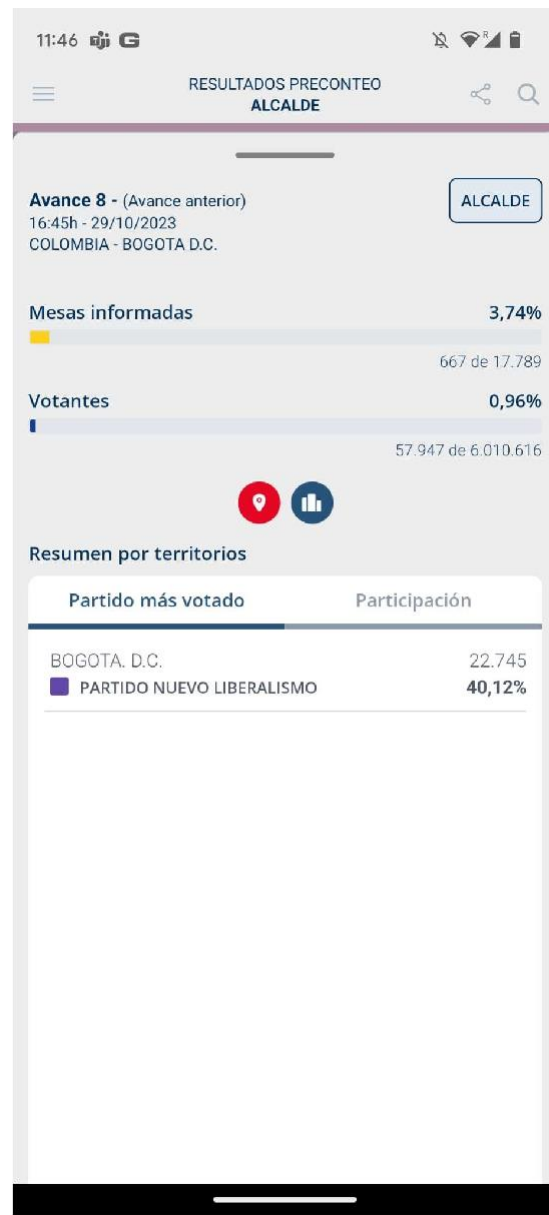 11:46
RESULTADOS PRECONTEO
ALCALDE
Avance 8 - (Avance anterior)
16:45h - 29/10/2023
COLOMBIA - BOGOTA D.C.
ALCALDE
Mesas informadas 3,74%
667 de 17.789
Votantes 0,96%
57.947 de 6.010.616
Resumen por territorios
Partido más votado Participación
BOGOTA. D.C. 22.745
PARTIDO NUEVO LIBERALISMO 40,12%